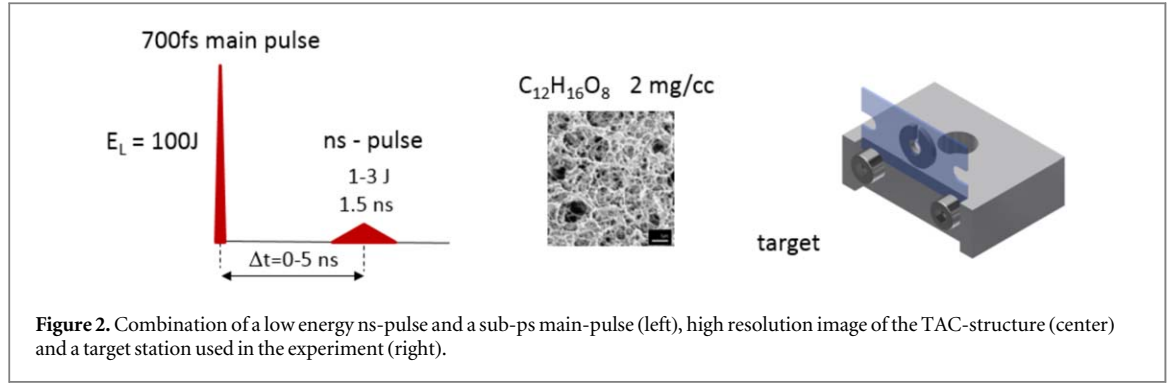 700fs main pulse
E_L = 100J
ns - pulse
1-3 J
1.5 ns
Δt=0-5 ns
C₁₂H₁₆O₈ 2 mg/cc
target
Figure 2. Combination of a low energy ns-pulse and a sub-ps main-pulse (left), high resolution image of the TAC-structure (center)
and a target station used in the experiment (right).